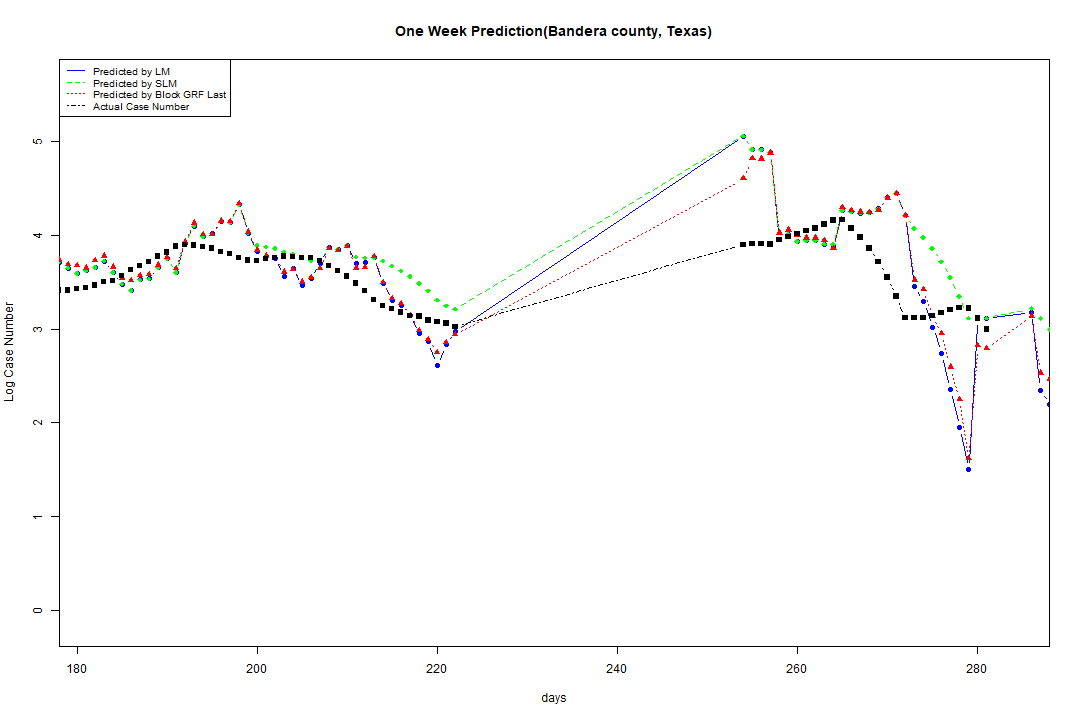 One Week Prediction(Bandera county, Texas)
Predicted by LM
Predicted by SLM
Predicted by Block GRF Last
Actual Case Number
Log Case Number
5
4
3
2
1
0
180 200 220 240 260 280
days